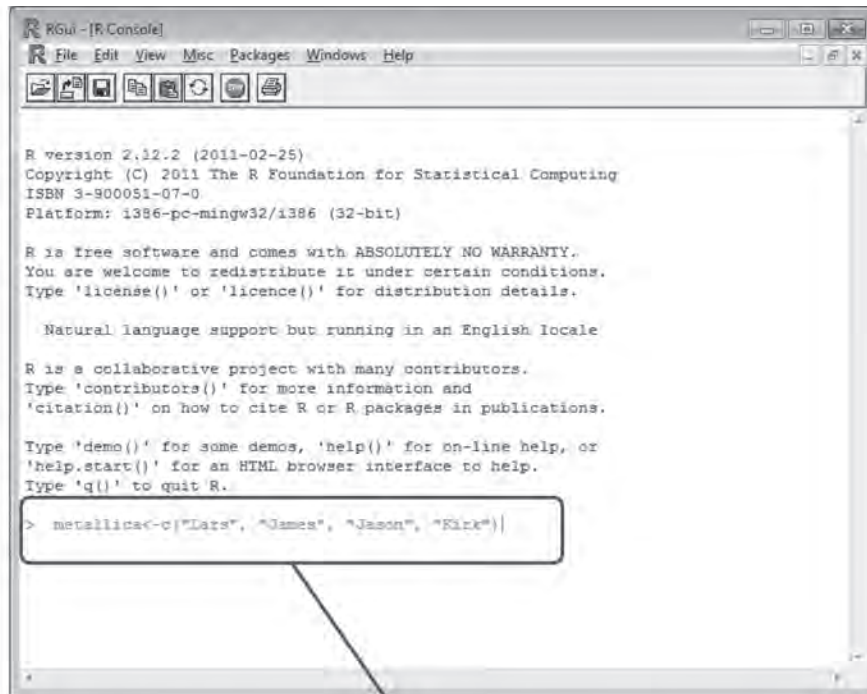 RGui - [R Console]
File Edit View Misc Packages Windows Help
R version 2.12.2 (2011-02-25)
Copyright (C) 2011 The R Foundation for Statistical Computing
ISBN 3-900051-07-0
Platform: i386-pc-mingw32/i386 (32-bit)
R is free software and comes with ABSOLUTELY NO WARRANTY.
You are welcome to redistribute it under certain conditions.
Type 'license()' or 'licence()' for distribution details.
Natural language support but running in an English locale
R is a collaborative project with many contributors.
Type 'contributors()' for more information and
'citation()' on how to cite R or R packages in publications.
Type 'demo()' for some demos, 'help()' for on-line help, or
'help.start()' for an HTML browser interface to help.
Type 'q()' to quit R.
> metallica<-c("Lars", "James", "Jason", "Kirk")